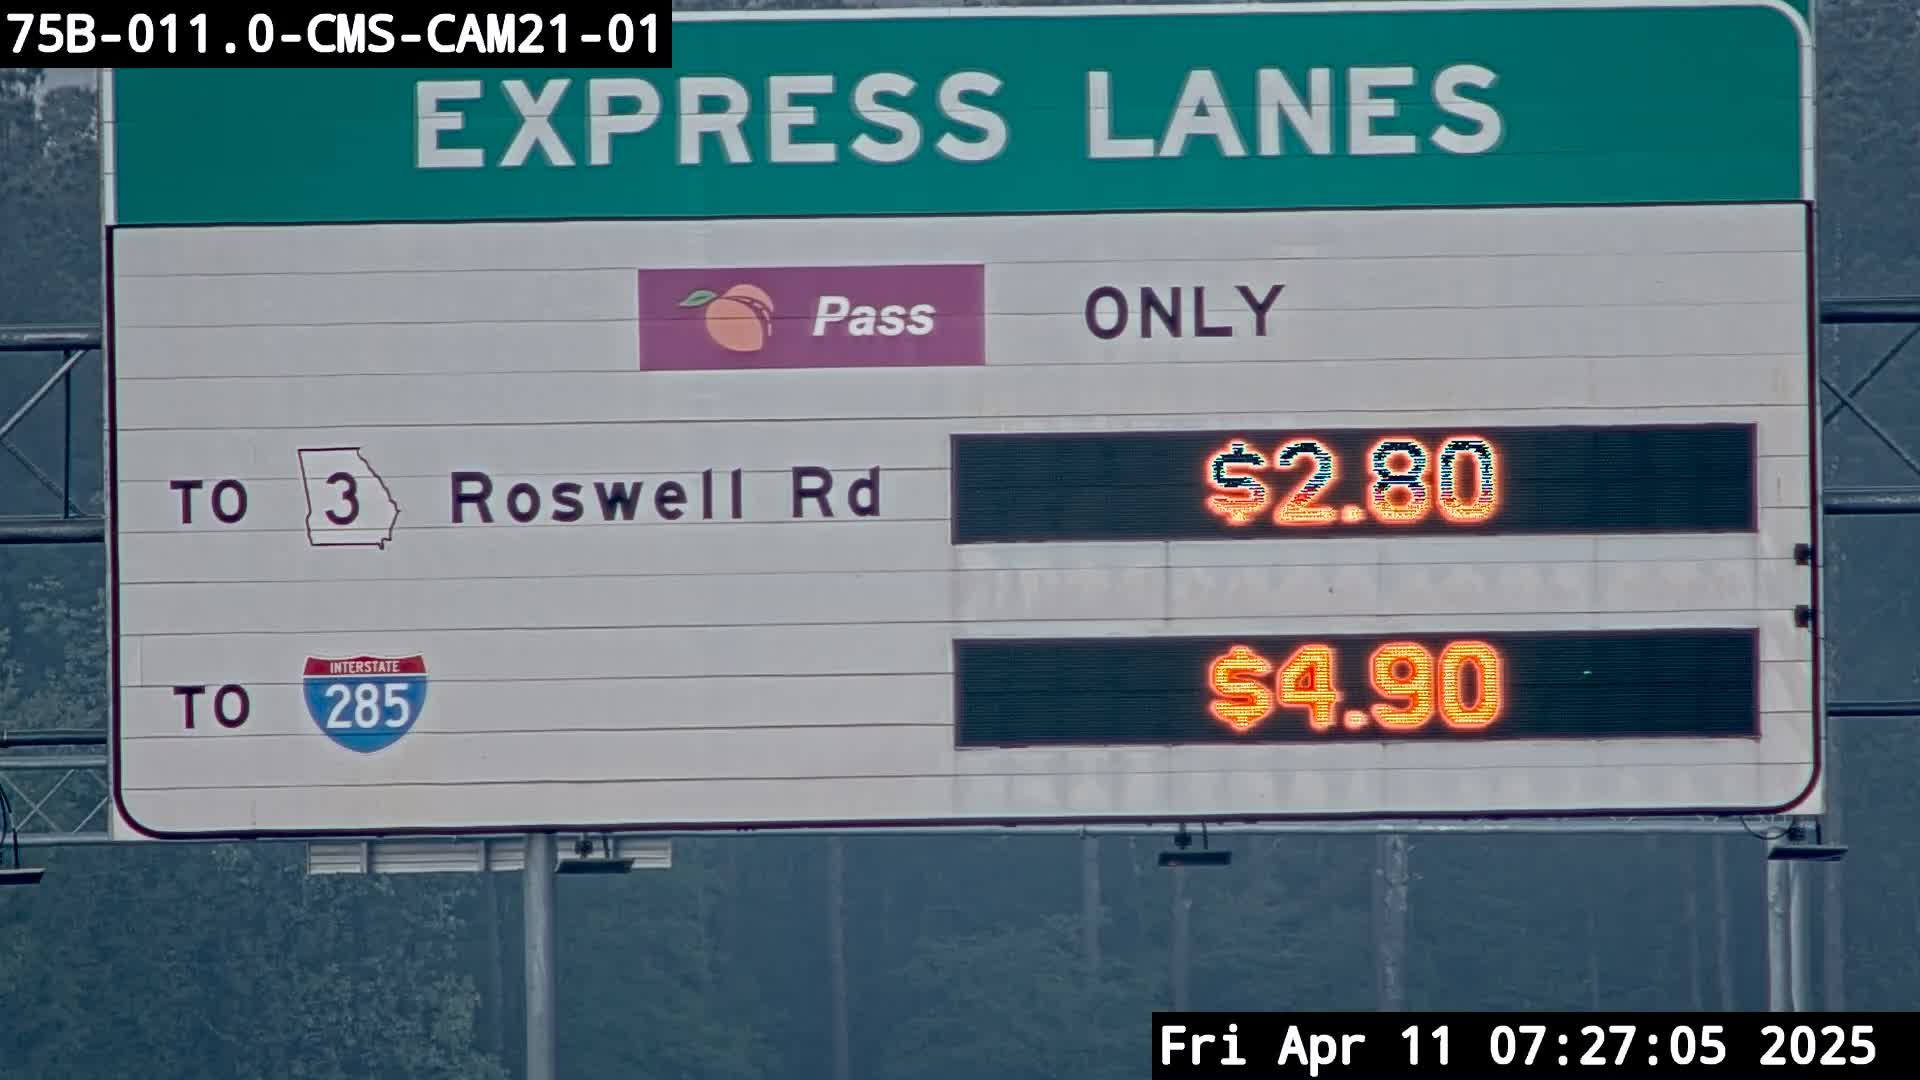 75B-011.0-CMS-CAM21-01
EXPRESS LANES
Pass ONLY
TO 3 Roswell Rd $2.80
TO INTERSTATE 285 $4.90
Fri Apr 11 07:27:05 2025